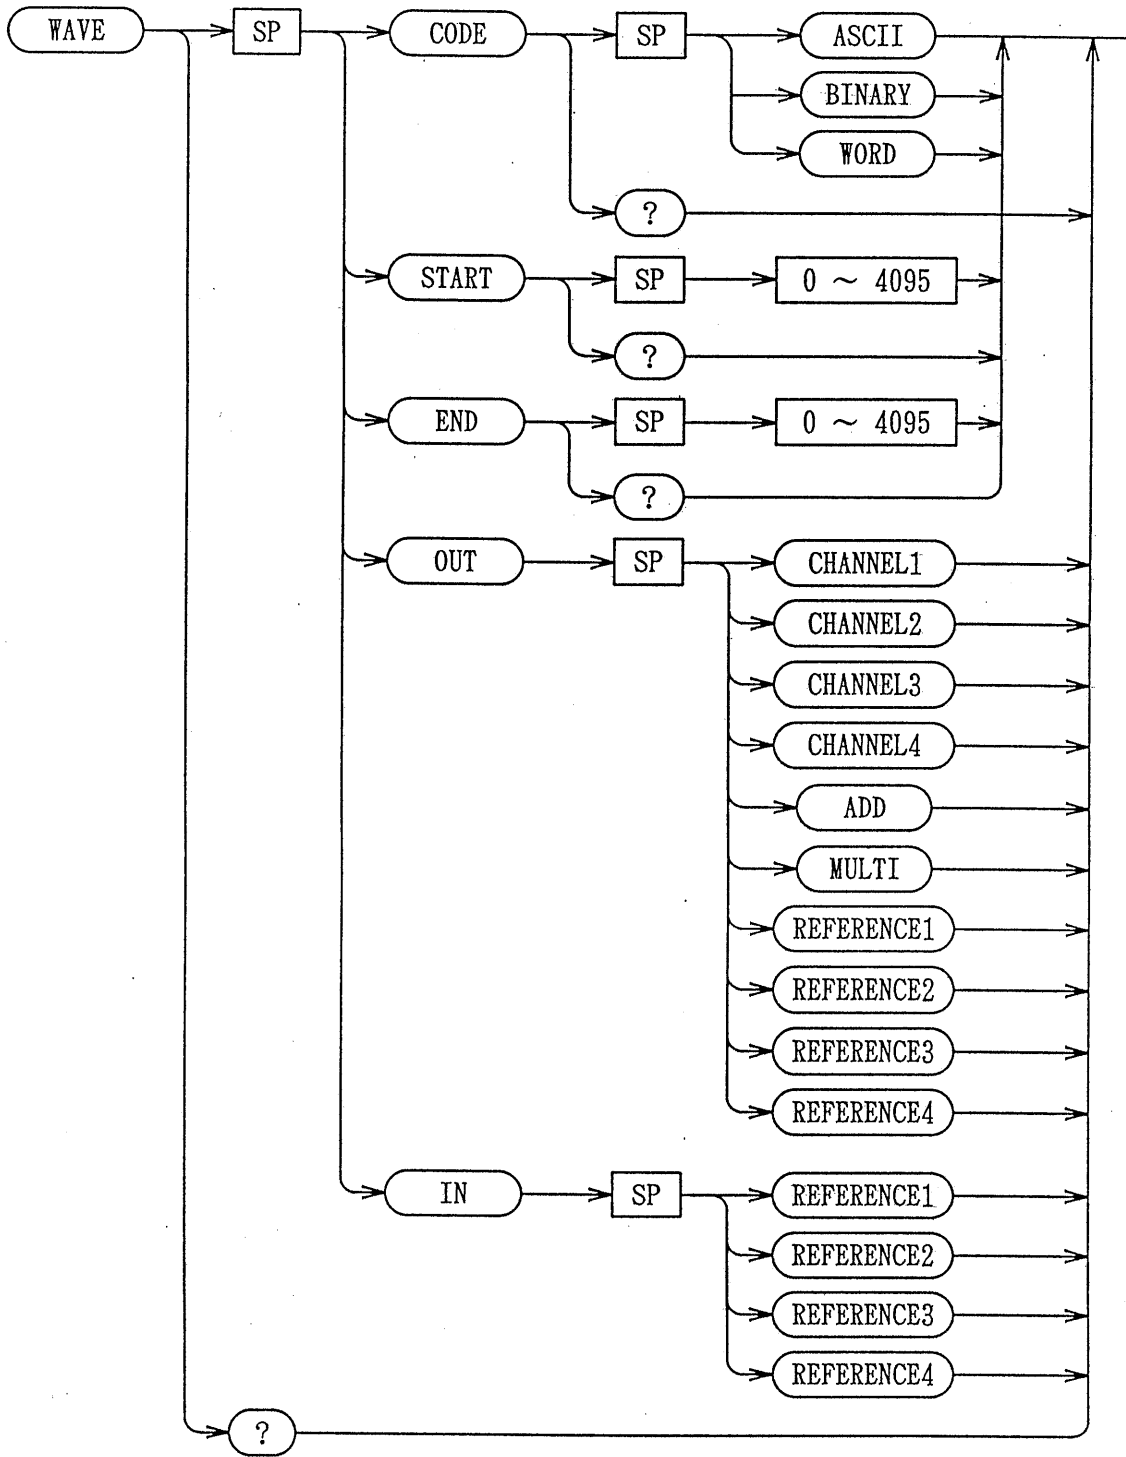 WAVE SP CODE SP ASCII
BINARY
WORD
?
START SP 0 ～ 4095
?
END SP 0 ～ 4095
?
OUT SP CHANNEL1
CHANNEL2
CHANNEL3
CHANNEL4
ADD
MULTI
REFERENCE1
REFERENCE2
REFERENCE3
REFERENCE4
IN SP REFERENCE1
REFERENCE2
REFERENCE3
REFERENCE4
?